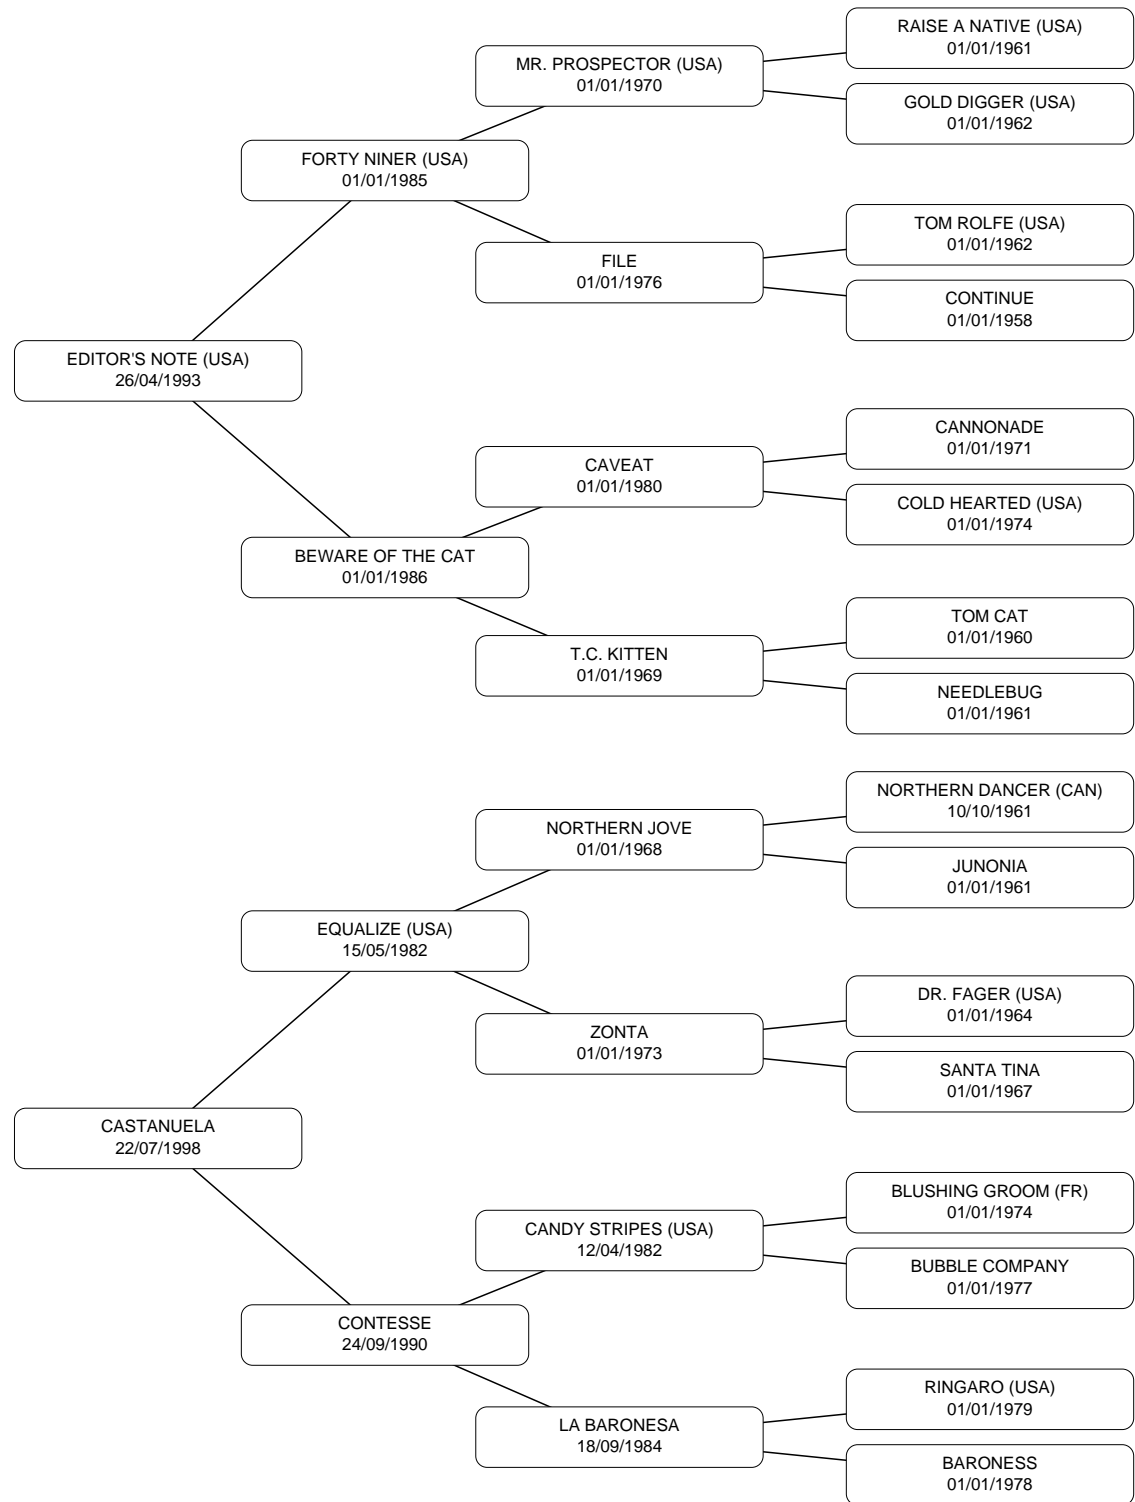 RAISE A NATIVE (USA)
01/01/1961
MR. PROSPECTOR (USA)
01/01/1970
GOLD DIGGER (USA)
01/01/1962
FORTY NINER (USA)
01/01/1985
TOM ROLFE (USA)
01/01/1962
FILE
01/01/1976
CONTINUE
01/01/1958
EDITOR'S NOTE (USA)
26/04/1993
CANNONADE
01/01/1971
CAVEAT
01/01/1980
COLD HEARTED (USA)
01/01/1974
BEWARE OF THE CAT
01/01/1986
TOM CAT
01/01/1960
T.C. KITTEN
01/01/1969
NEEDLEBUG
01/01/1961
NORTHERN DANCER (CAN)
10/10/1961
NORTHERN JOVE
01/01/1968
JUNONIA
01/01/1961
EQUALIZE (USA)
15/05/1982
DR. FAGER (USA)
01/01/1964
ZONTA
01/01/1973
SANTA TINA
01/01/1967
CASTANUELA
22/07/1998
BLUSHING GROOM (FR)
01/01/1974
CANDY STRIPES (USA)
12/04/1982
BUBBLE COMPANY
01/01/1977
CONTESSE
24/09/1990
RINGARO (USA)
01/01/1979
LA BARONESA
18/09/1984
BARONESS
01/01/1978